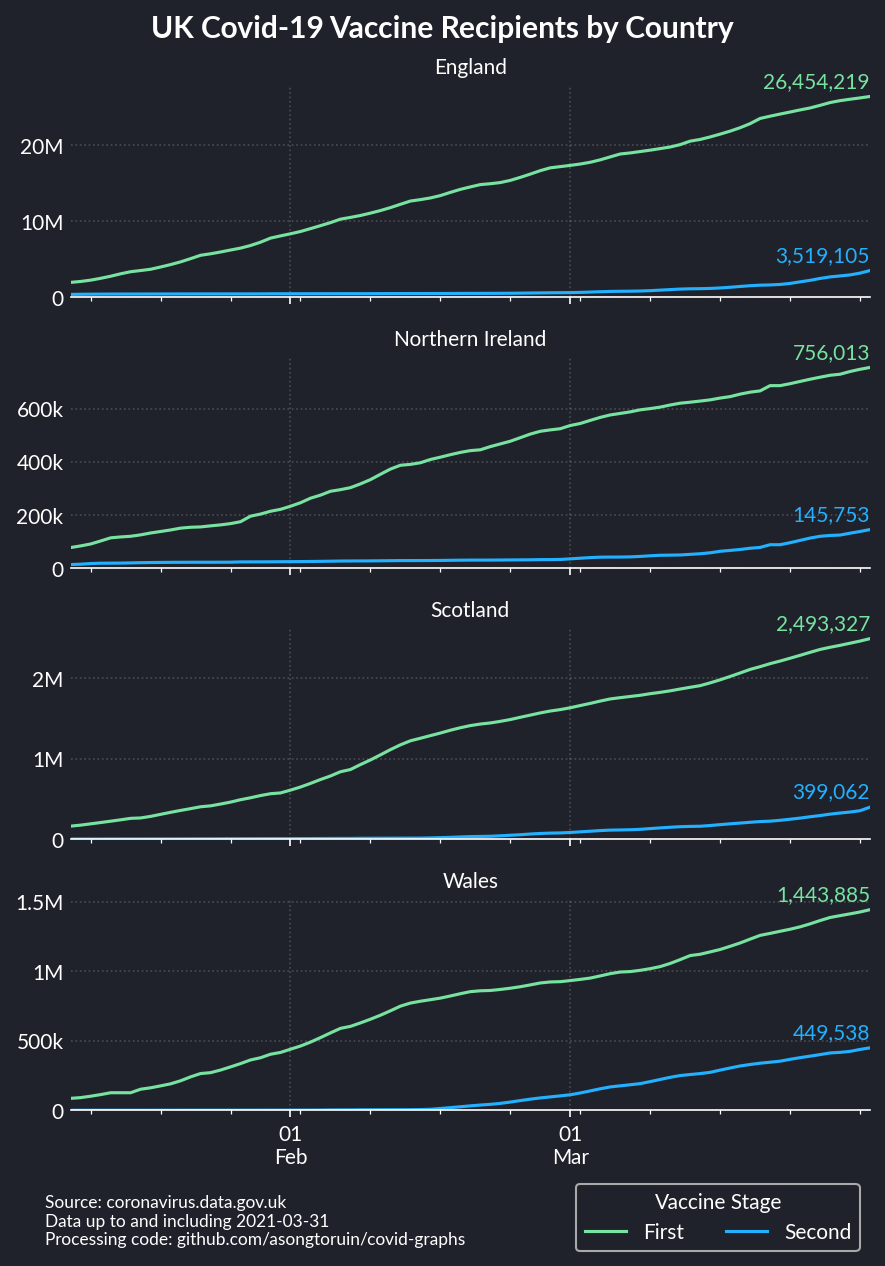 UK Covid-19 Vaccine Recipients by Country
England
26,454,219
20M
10M
3,519,105
0
Northern Ireland
756,013
600k
400k
200k
145,753
0
Scotland
2,493,327
2M
1M
399,062
0
Wales
1.5M
1,443,885
1M
500k
449,538
0
01 01
Feb Mar
Source: coronavirus.data.gov.uk
Data up to and including 2021-03-31
Processing code: github.com/asongtoruin/covid-graphs
Vaccine Stage
First Second